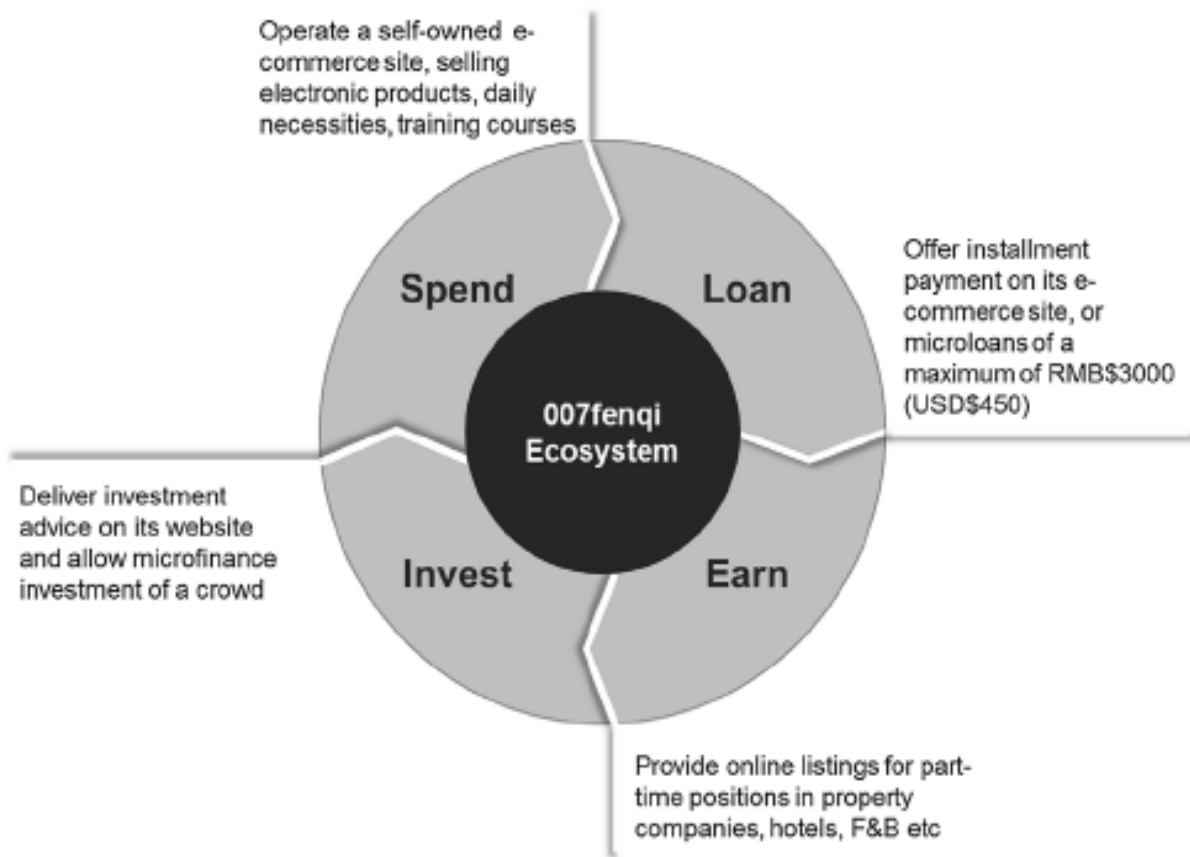 Operate a self-owned e-
commerce site, selling
electronic products, daily
necessities, training courses
Spend
Loan
Offer installment
payment on its e-
commerce site, or
microloans of a
maximum of RMB$3000
(USD$450)
007fenqi
Ecosystem
Deliver investment
advice on its website
and allow microfinance
investment of a crowd
Invest
Earn
Provide online listings for part-
time positions in property
companies, hotels, F&B etc